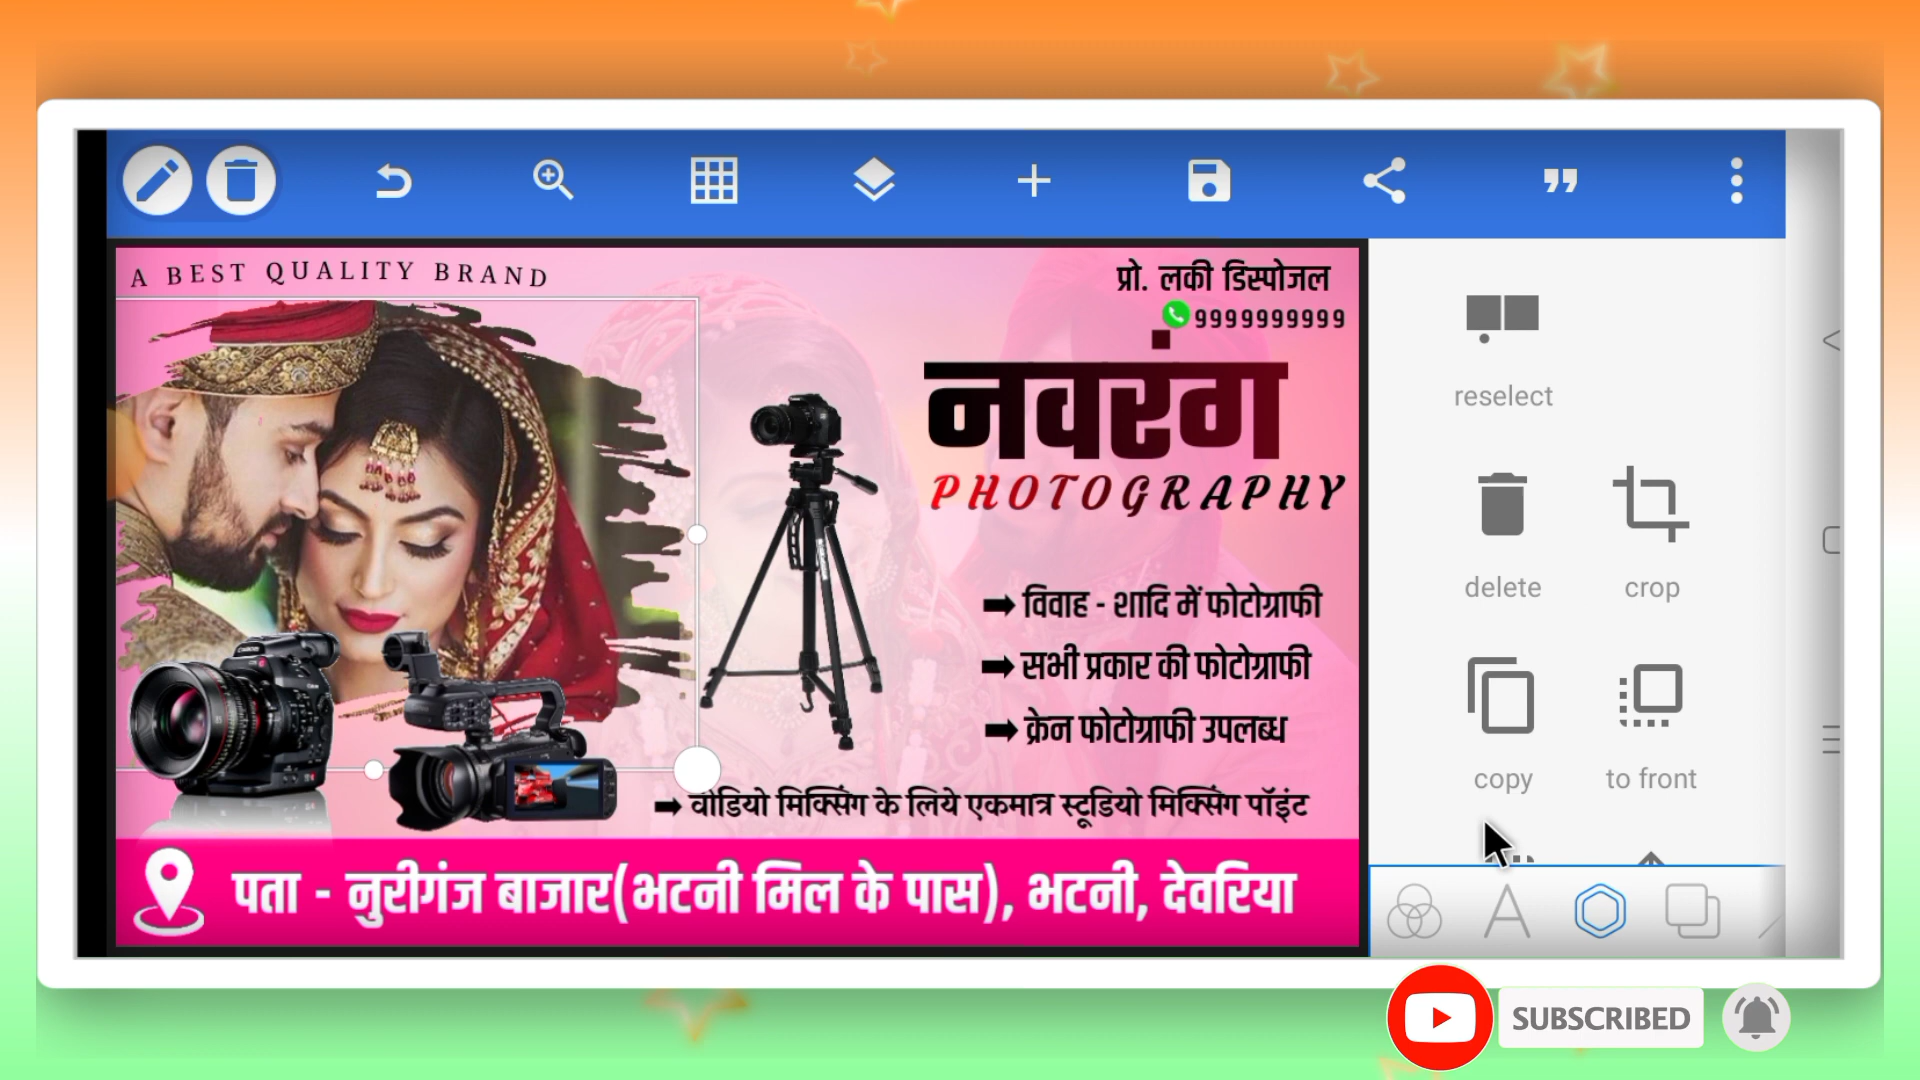 A BEST QUALITY BRAND
प्रो. लकी डिस्पोजल
9999999999
नवरंग
PHOTOGRAPHY
➡ विवाह - शादि में फोटोग्राफी
➡ सभी प्रकार की फोटोग्राफी
➡ क्रेन फोटोग्राफी उपलब्ध
➡ वीडियो मिक्सिंग के लिये एकमात्र स्टूडियो मिक्सिंग पॉइंट
पता - नुरीगंज बाजार(भटनी मिल के पास), भटनी, देवरिया
reselect
delete crop
copy to front
SUBSCRIBED